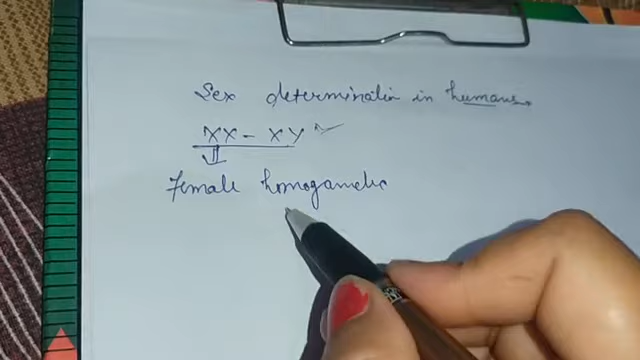 Sex determination in humans.
XX - XY
Female homogametic